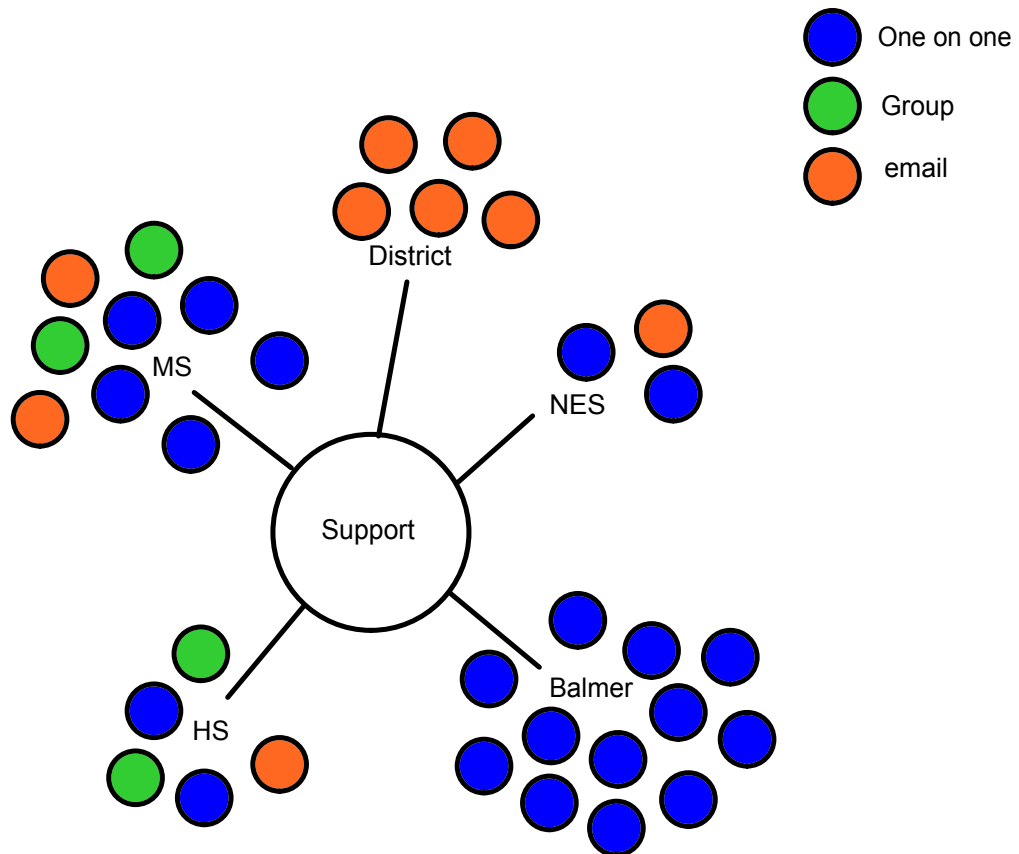 One on one
Group
email
District
MS
NES
Support
Balmer
HS